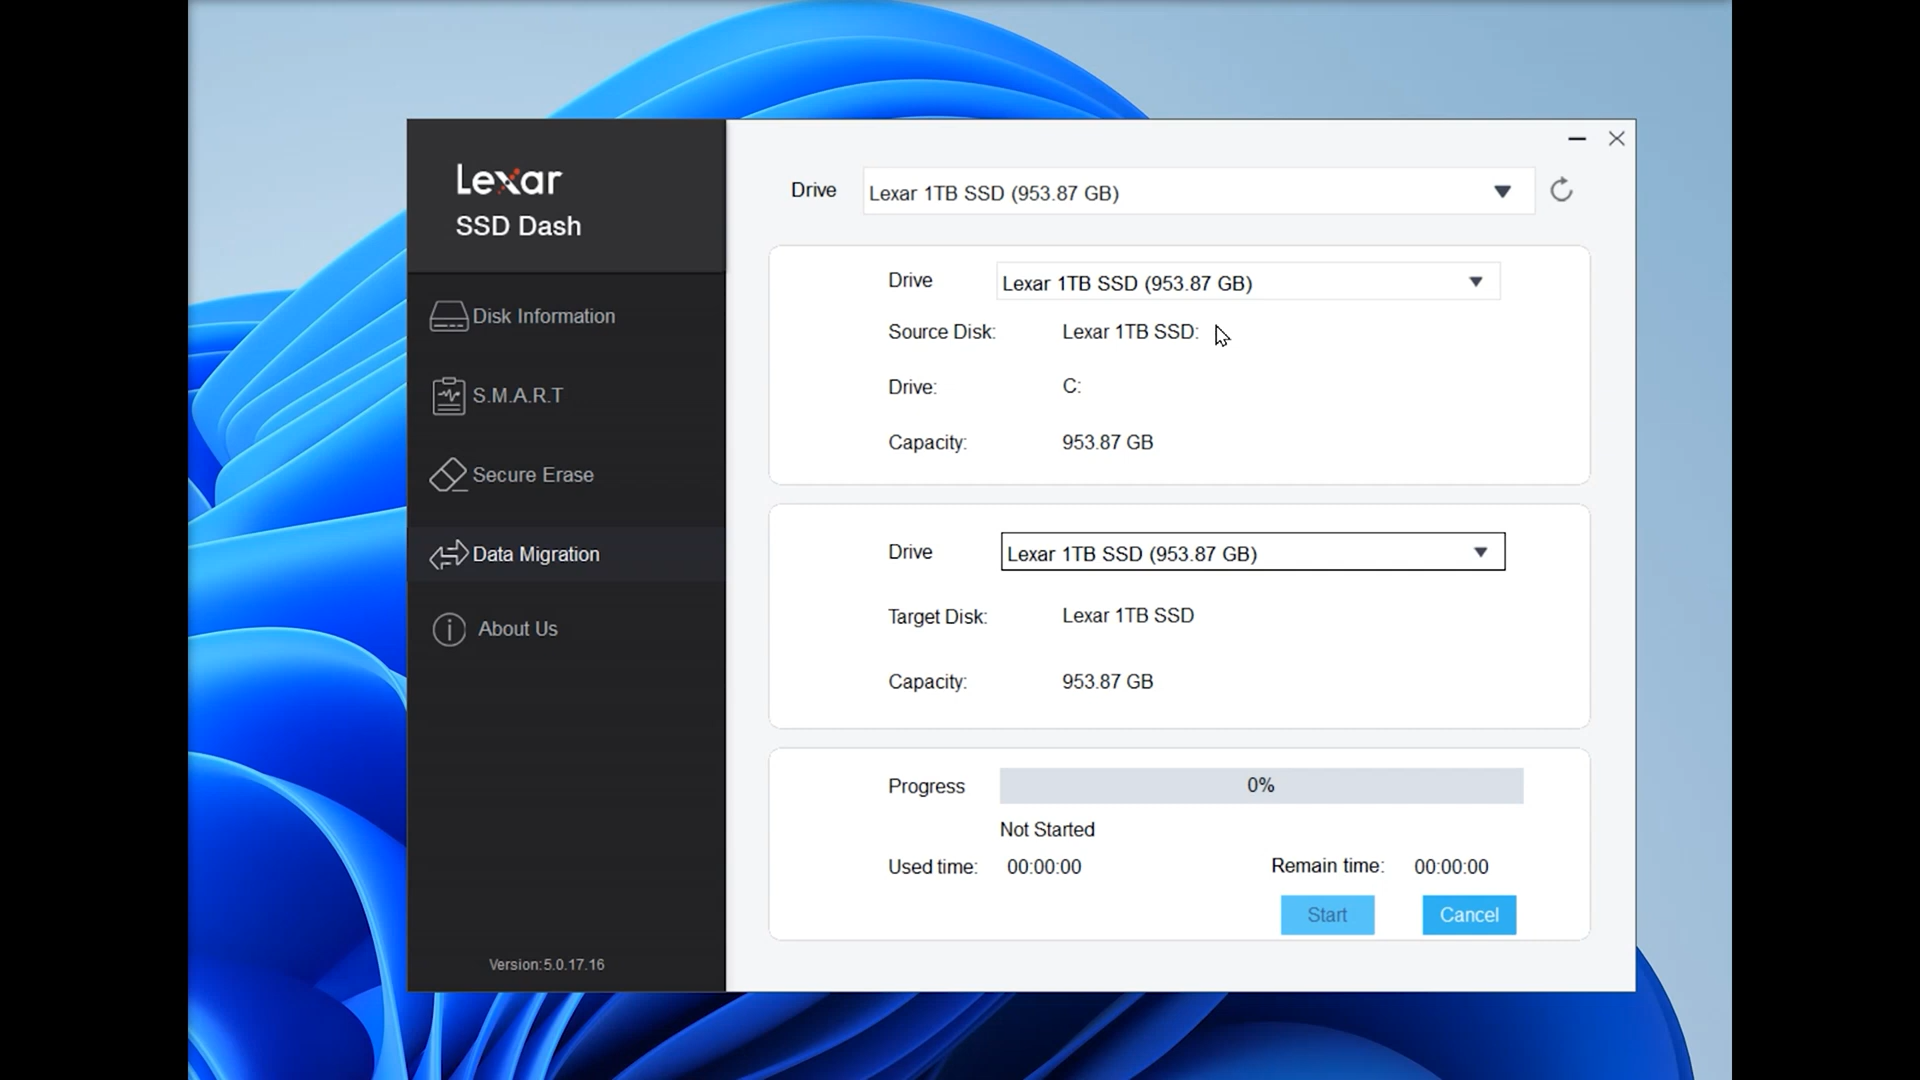 Lexar
SSD Dash
Disk Information
S.M.A.R.T
Secure Erase
Data Migration
About Us
Version:5.0.17.16
Drive
Lexar 1TB SSD (953.87 GB)
Drive
Lexar 1TB SSD (953.87 GB)
Source Disk:
Lexar 1TB SSD:
Drive:
C:
Capacity:
953.87 GB
Drive
Lexar 1TB SSD (953.87 GB)
Target Disk:
Lexar 1TB SSD
Capacity:
953.87 GB
Progress
0%
Not Started
Used time:
00:00:00
Remain time:
00:00:00
Start
Cancel